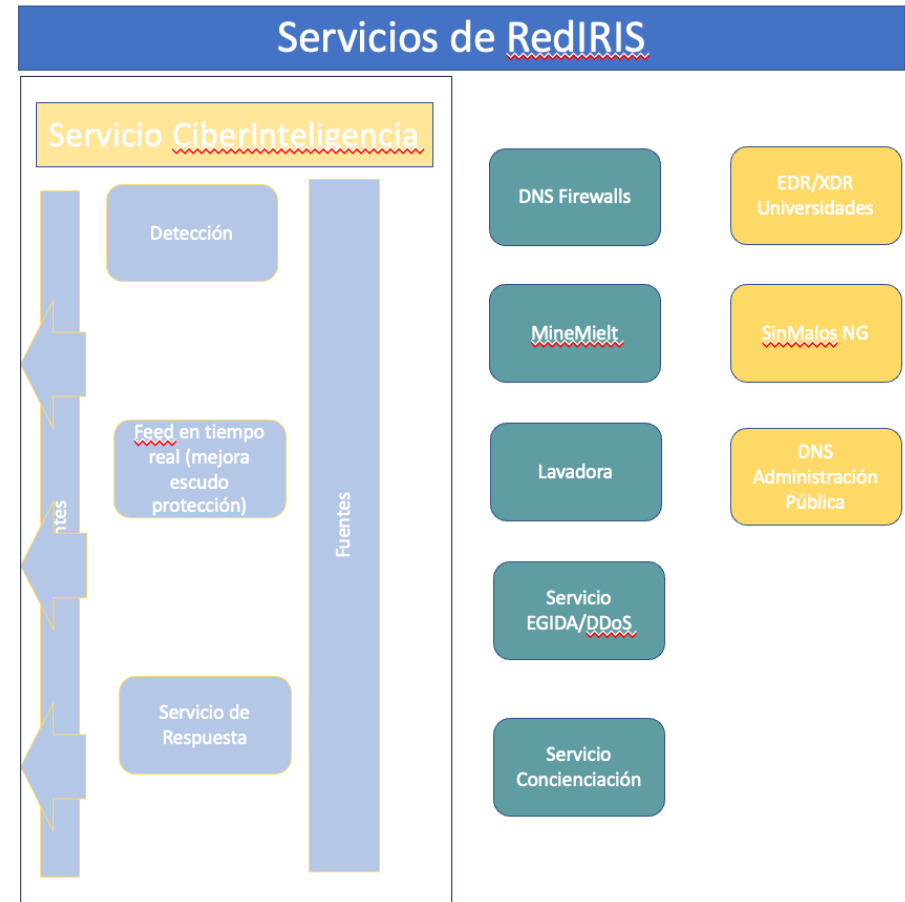 Servicios de RedIRIS
Servicio CiberInteligencia
Detección
Feed en tiempo
real (mejora
escudo
protección)
Servicio de
Respuesta
Fuentes
DNS Firewalls
MineMielt
Lavadora
Servicio
EGIDA/DDoS
Servicio
Concienciación
EDR/XDR
Universidades
SinMalos NG
DNS
Administración
Pública